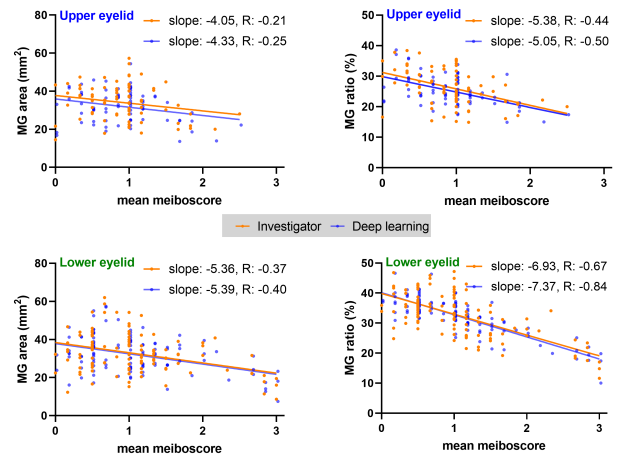 Upper eyelid
slope: -4.05, R: -0.21
slope: -4.33, R: -0.25
MG area (mm²)
80
60
40
20
0
0 1 2 3
mean meiboscore
Upper eyelid
slope: -5.38, R: -0.44
slope: -5.05, R: -0.50
MG ratio (%)
50
40
30
20
10
0
0 1 2 3
mean meiboscore
Investigator Deep learning
Lower eyelid
slope: -5.36, R: -0.37
slope: -5.39, R: -0.40
MG area (mm²)
80
60
40
20
0
0 1 2 3
mean meiboscore
Lower eyelid
slope: -6.93, R: -0.67
slope: -7.37, R: -0.84
MG ratio (%)
50
40
30
20
10
0
0 1 2 3
mean meiboscore